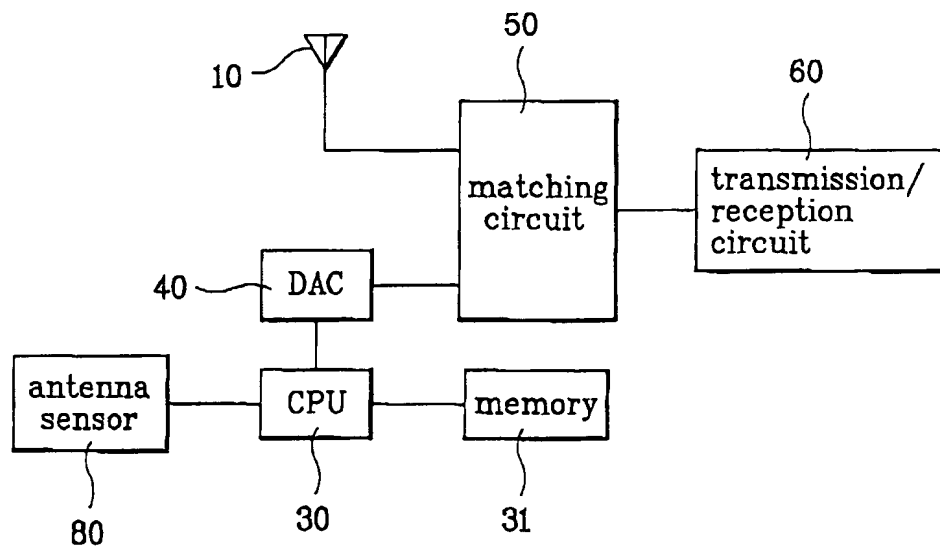 50
10
60
matching
circuit
transmission/
reception
circuit
40
DAC
antenna
sensor
CPU
memory
80
30
31